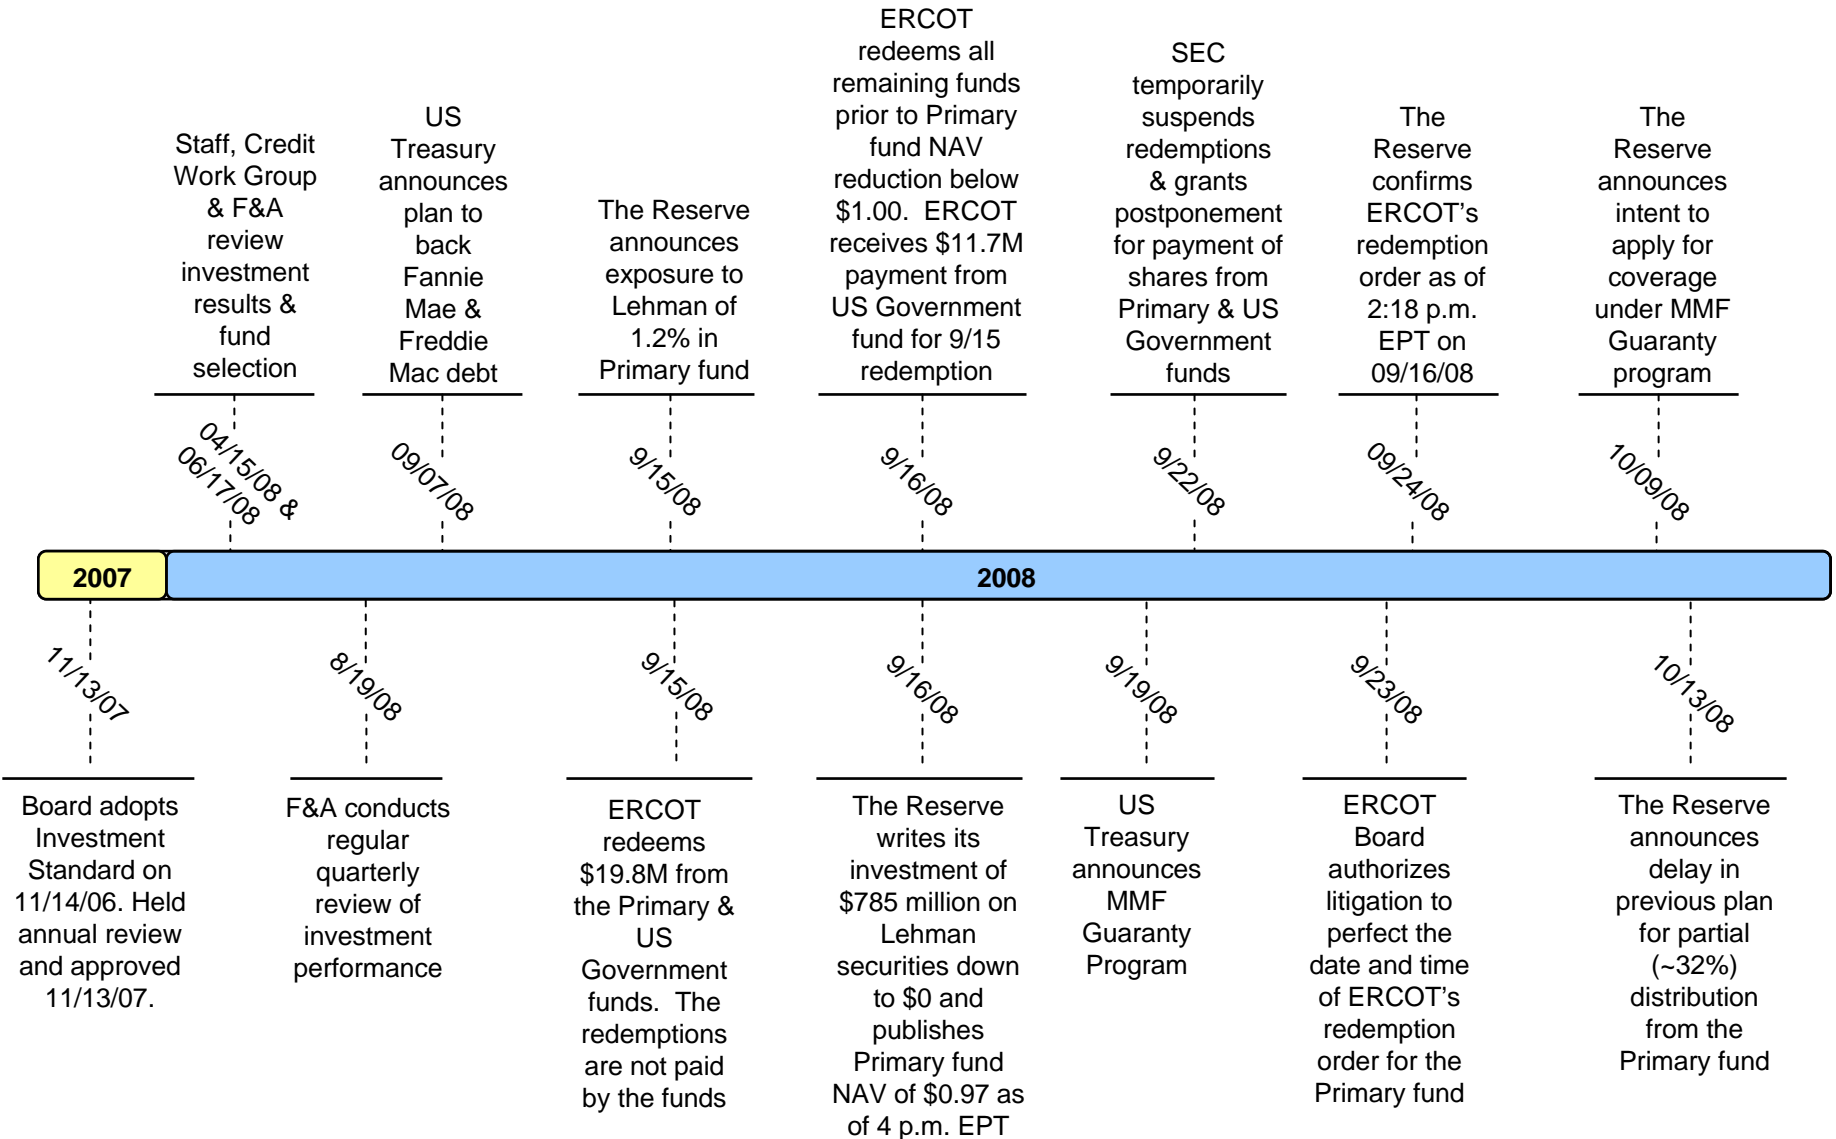 Staff, Credit
Work Group
& F&A
review
investment
results &
fund
selection
US
Treasury
announces
plan to
back
Fannie
Mae &
Freddie
Mac debt
The Reserve
announces
exposure to
Lehman of
1.2% in
Primary fund
ERCOT
redeems all
remaining funds
prior to Primary
fund NAV
reduction below
$1.00.  ERCOT
receives $11.7M
payment from
US Government
fund for 9/15
redemption
SEC
temporarily
suspends
redemptions
& grants
postponement
for payment of
shares from
Primary & US
Government
funds
The
Reserve
confirms
ERCOT’s
redemption
order as of
2:18 p.m.
EPT on
09/16/08
The
Reserve
announces
intent to
apply for
coverage
under MMF
Guaranty
program
04/15/08 &
06/17/08
09/07/08
9/15/08
9/16/08
9/22/08
09/24/08
10/09/08
2007
2008
11/13/07
8/19/08
9/15/08
9/16/08
9/19/08
9/23/08
10/13/08
Board adopts
Investment
Standard on
11/14/06. Held
annual review
and approved
11/13/07.
F&A conducts
regular
quarterly
review of
investment
performance
ERCOT
redeems
$19.8M from
the Primary &
US
Government
funds.  The
redemptions
are not paid
by the funds
The Reserve
writes its
investment of
$785 million on
Lehman
securities down
to $0 and
publishes
Primary fund
NAV of $0.97 as
of 4 p.m. EPT
US
Treasury
announces
MMF
Guaranty
Program
ERCOT
Board
authorizes
litigation to
perfect the
date and time
of ERCOT’s
redemption
order for the
Primary fund
The Reserve
announces
delay in
previous plan
for partial
(~32%)
distribution
from the
Primary fund